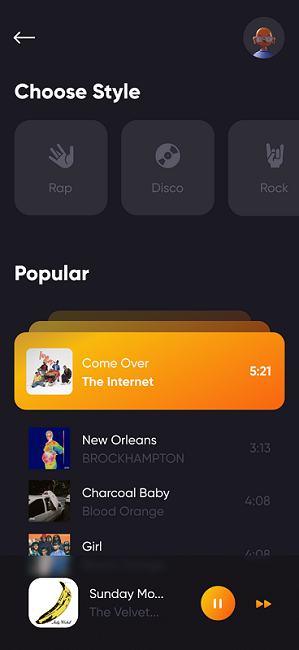 Choose Style
Rap
Disco
Rock
Popular
Come Over
The Internet
5:21
New Orleans
BROCKHAMPTON
3:13
Charcoal Baby
Blood Orange
4:08
Girl
4:08
Sunday Mo...
The Velvet...